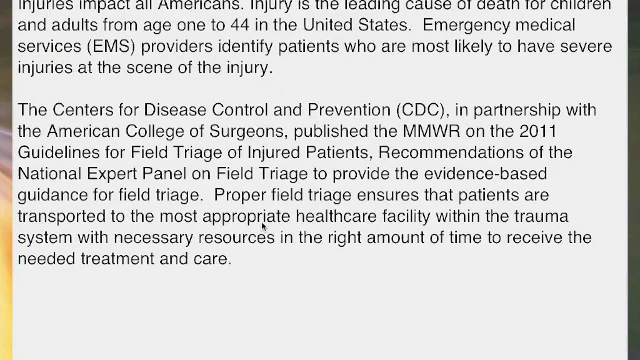 injuries impact all Americans. Injury is the leading cause of death for children
and adults from age one to 44 in the United States.  Emergency medical
services (EMS) providers identify patients who are most likely to have severe
injuries at the scene of the injury.
The Centers for Disease Control and Prevention (CDC), in partnership with
the American College of Surgeons, published the MMWR on the 2011
Guidelines for Field Triage of Injured Patients, Recommendations of the
National Expert Panel on Field Triage to provide the evidence-based
guidance for field triage.  Proper field triage ensures that patients are
transported to the most appropriate healthcare facility within the trauma
system with necessary resources in the right amount of time to receive the
needed treatment and care.